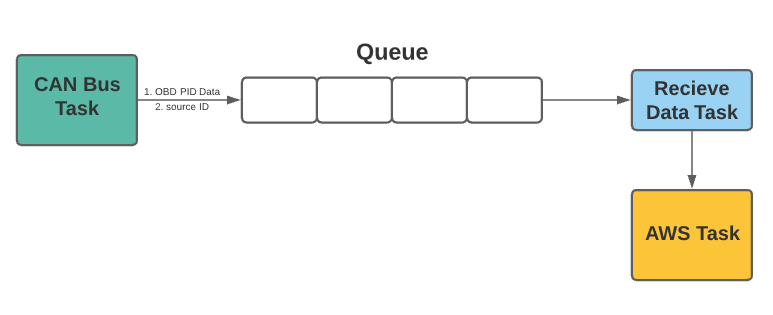 Queue
CAN Bus
Task
1. OBD PID Data
2. source ID
Recieve
Data Task
AWS Task